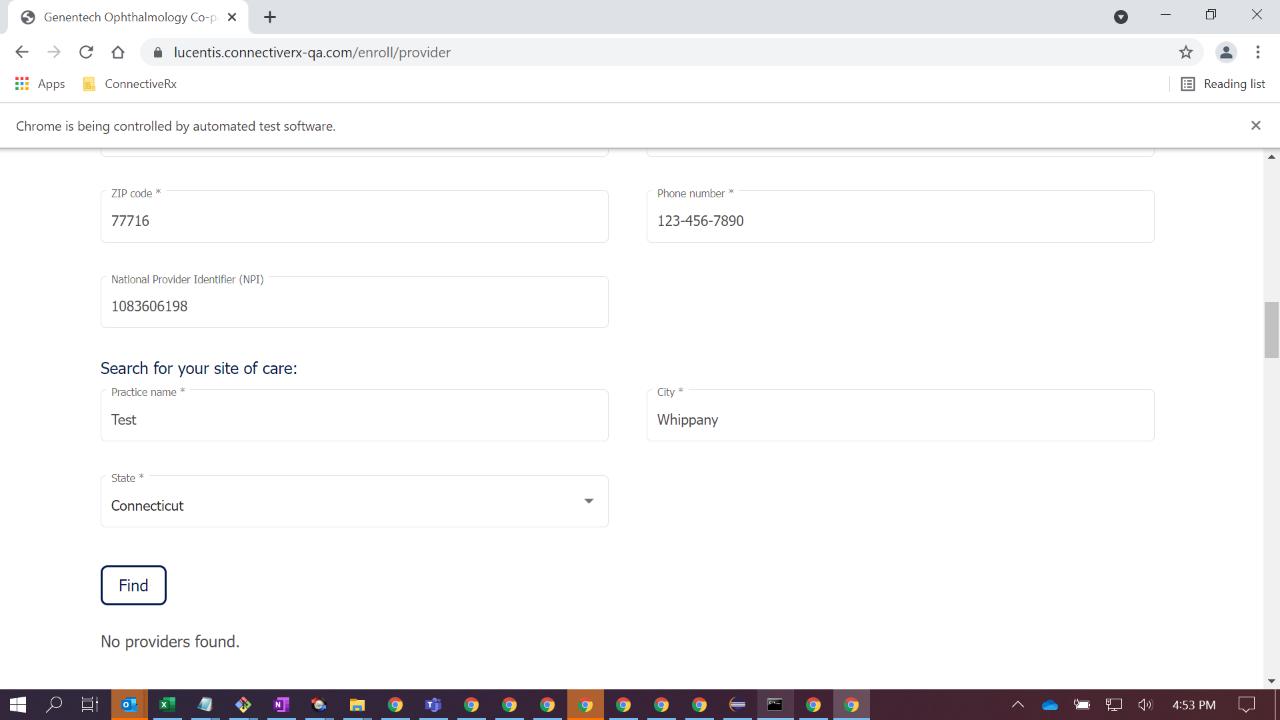 Genentech Ophthalmology Co-p
lucentis.connectiverx-qa.com/enroll/provider
Apps
ConnectiveRx
Reading list
Chrome is being controlled by automated test software.
ZIP code *
77716
Phone number *
123-456-7890
National Provider Identifier (NPI)
1083606198
Search for your site of care:
Practice name *
Test
City *
Whippany
State *
Connecticut
Find
No providers found.
4:53 PM